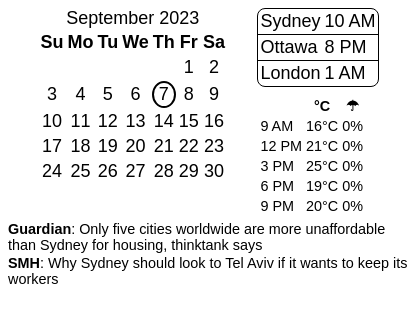 September 2023
Su Mo Tu We Th Fr Sa
1 2
3 4 5 6 7 8 9
10 11 12 13 14 15 16
17 18 19 20 21 22 23
24 25 26 27 28 29 30
Sydney 10 AM
Ottawa 8 PM
London 1 AM
°C ☂
9 AM 16°C 0%
12 PM 21°C 0%
3 PM 25°C 0%
6 PM 19°C 0%
9 PM 20°C 0%
Guardian: Only five cities worldwide are more unaffordable
than Sydney for housing, thinktank says
SMH: Why Sydney should look to Tel Aviv if it wants to keep its
workers